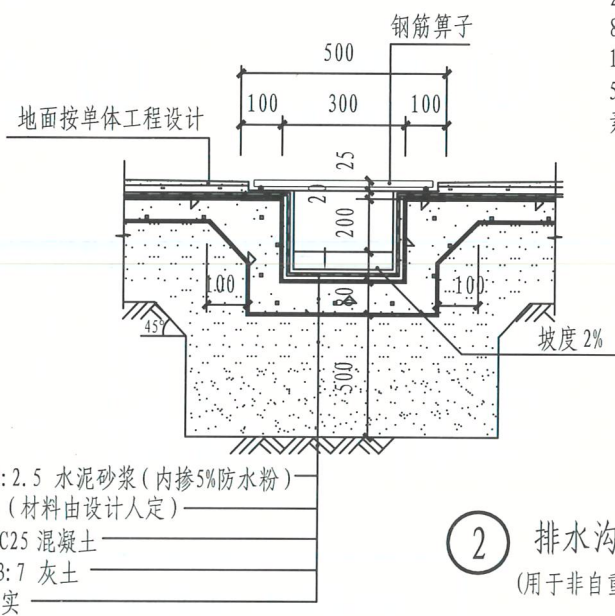 钢筋箅子
500
100 300 100
地面按单体工程设计
25
20
200
100
80
100
45°
坡度 2%
500
:2.5 水泥砂浆(内掺5%防水粉)
(材料由设计人定)
C25 混凝土
3:7 灰土
实
2 排水沟
(用于非自重